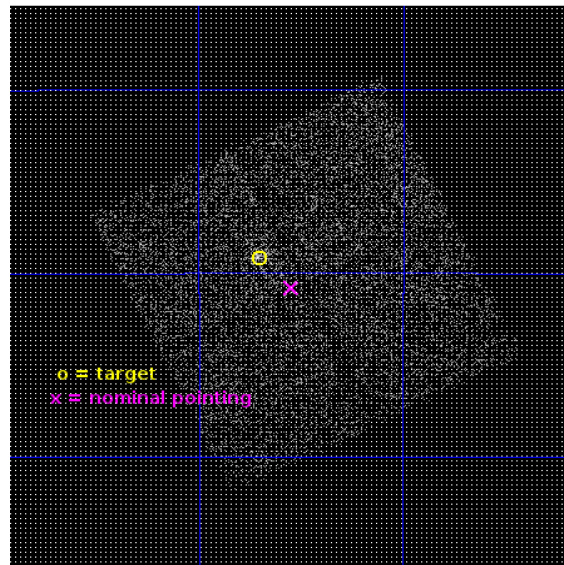 o = target
x = nominal pointing